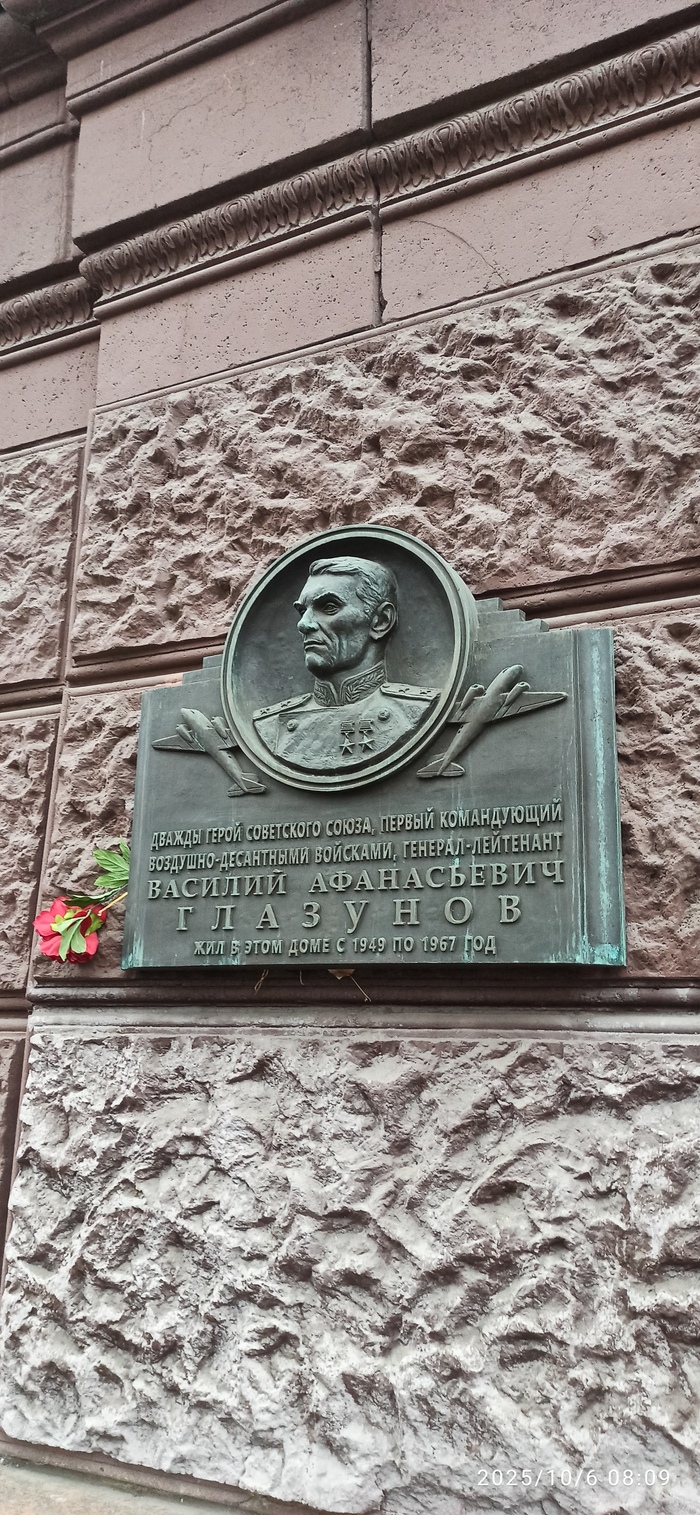 ДВАЖДЫ ГЕРОЙ СОВЕТСКОГО СОЮЗА, ПЕРВЫЙ КОМАНДУЮЩИЙ
ВОЗДУШНО-ДЕСАНТНЫМИ ВОЙСКАМИ, ГЕНЕРАЛ-ЛЕЙТЕНАНТ
ВАСИЛИЙ АФАНАСЬЕВИЧ
ГЛАЗУНОВ
ЖИЛ В ЭТОМ ДОМЕ С 1949 ПО 1967 ГОД
2025/10/6 08:09